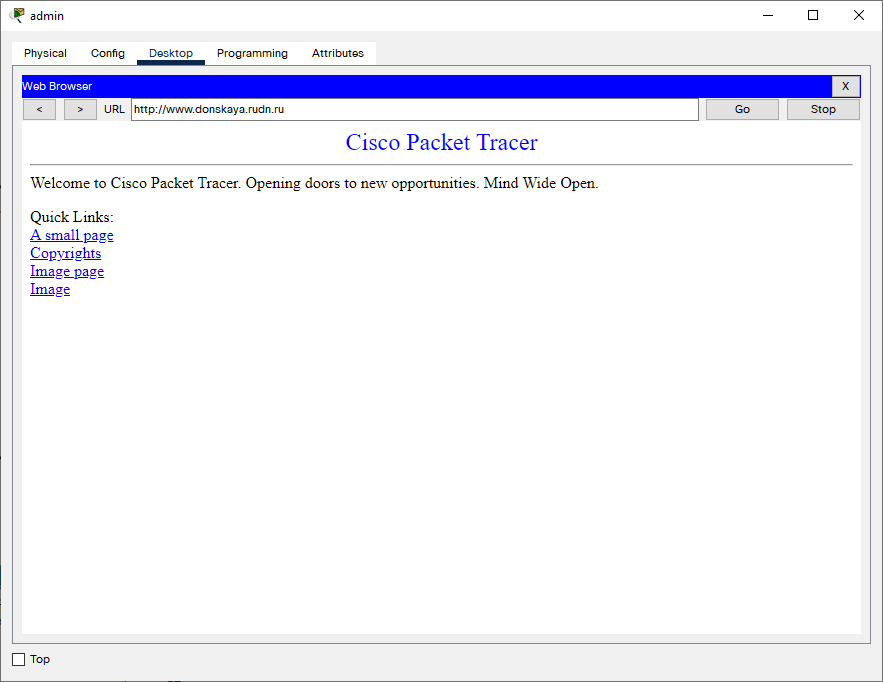 admin
Physical Config Desktop Programming Attributes
Web Browser X
< > URL http://www.donskaya.rudn.ru Go Stop
Cisco Packet Tracer
Welcome to Cisco Packet Tracer. Opening doors to new opportunities. Mind Wide Open.
Quick Links:
A small page
Copyrights
Image page
Image
Top